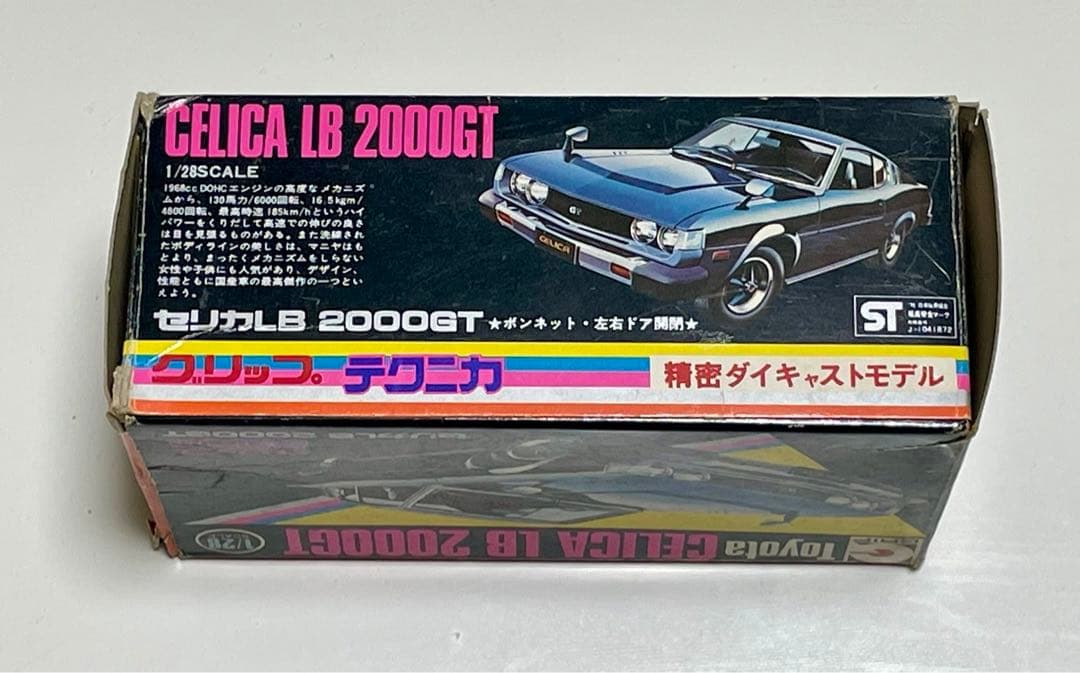 CELICA LB 2000GT
1/28SCALE
1968cc DOHCエンジンの高度なメカニズ
ムから、130馬力/6000回転、16.5kgm/
4800回転、最高時速185km/hというハイ
パワーをくりだして高速での伸びの良さ
は目を見張るものがある。また洗練され
たボディラインの美しさは、マニヤはも
とより、まったくメカニズムをしらない
女性や子供にも人気があり、デザイン、
性能ともに国産車の最高傑作の一つとい
えよう。
GT
CELICA
セリカLB 2000GT ★ボンネット・左右ドア開閉★
ST
グリップ テクニカ
精密ダイキャストモデル
セリカLB 2000GT
Toyota CELICA LB 2000GT
1/28